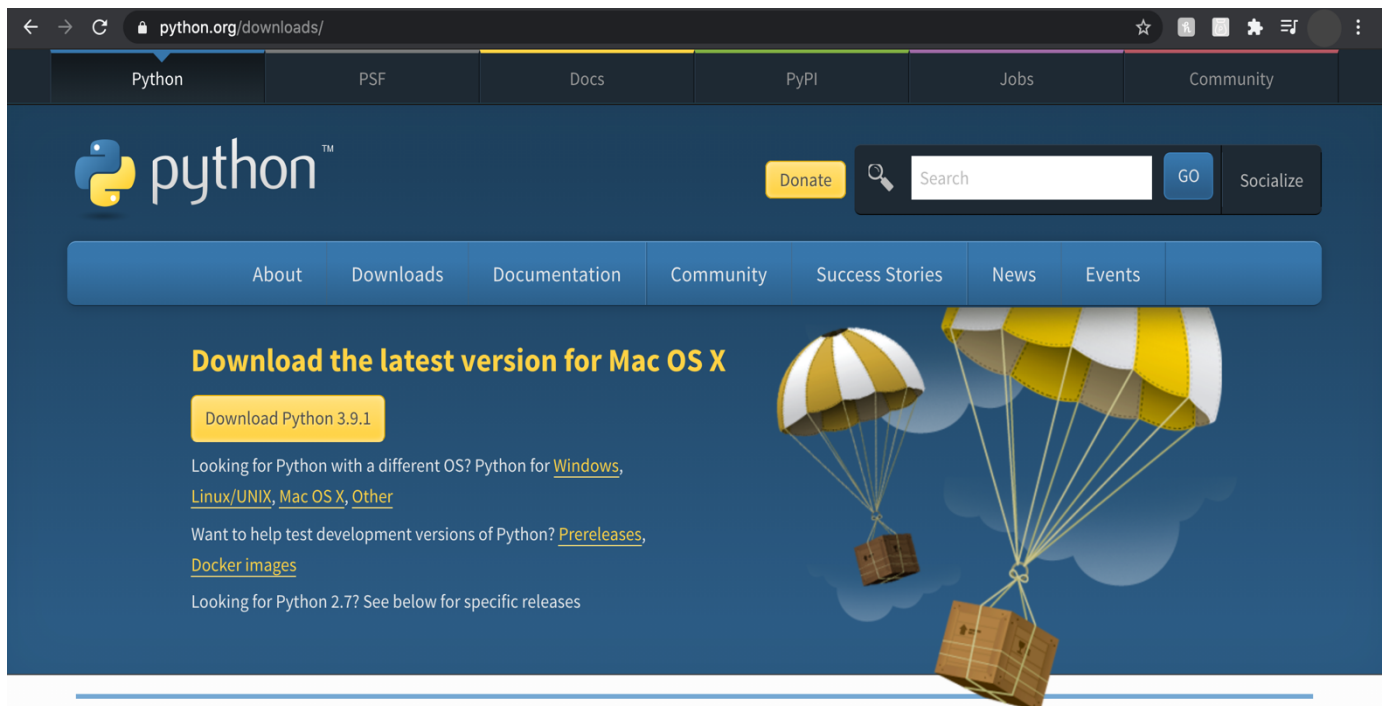 python.org/downloads/
Python PSF Docs PyPI Jobs Community
python™
Donate Search GO Socialize
About Downloads Documentation Community Success Stories News Events
Download the latest version for Mac OS X
Download Python 3.9.1
Looking for Python with a different OS? Python for Windows,
Linux/UNIX, Mac OS X, Other
Want to help test development versions of Python? Prereleases,
Docker images
Looking for Python 2.7? See below for specific releases